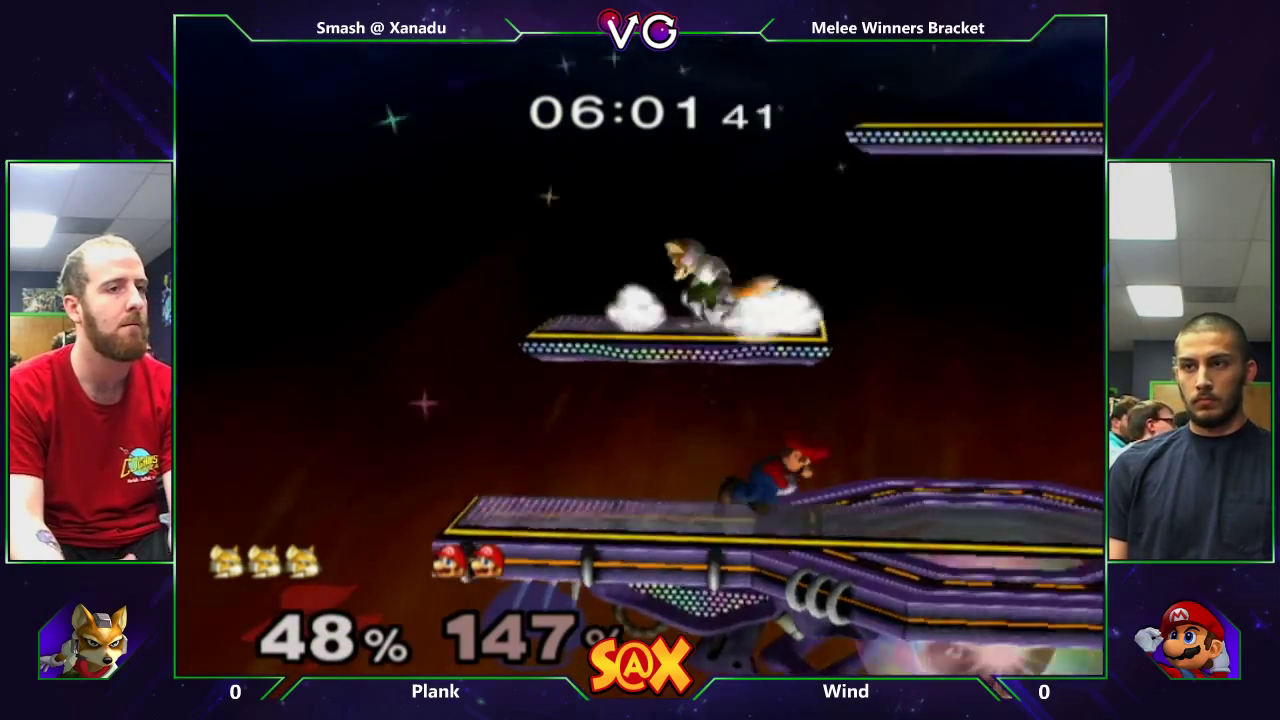 Smash @ Xanadu
VG
Melee Winners Bracket
06:01 41
48%
147%
S@X
0
Plank
Wind
0